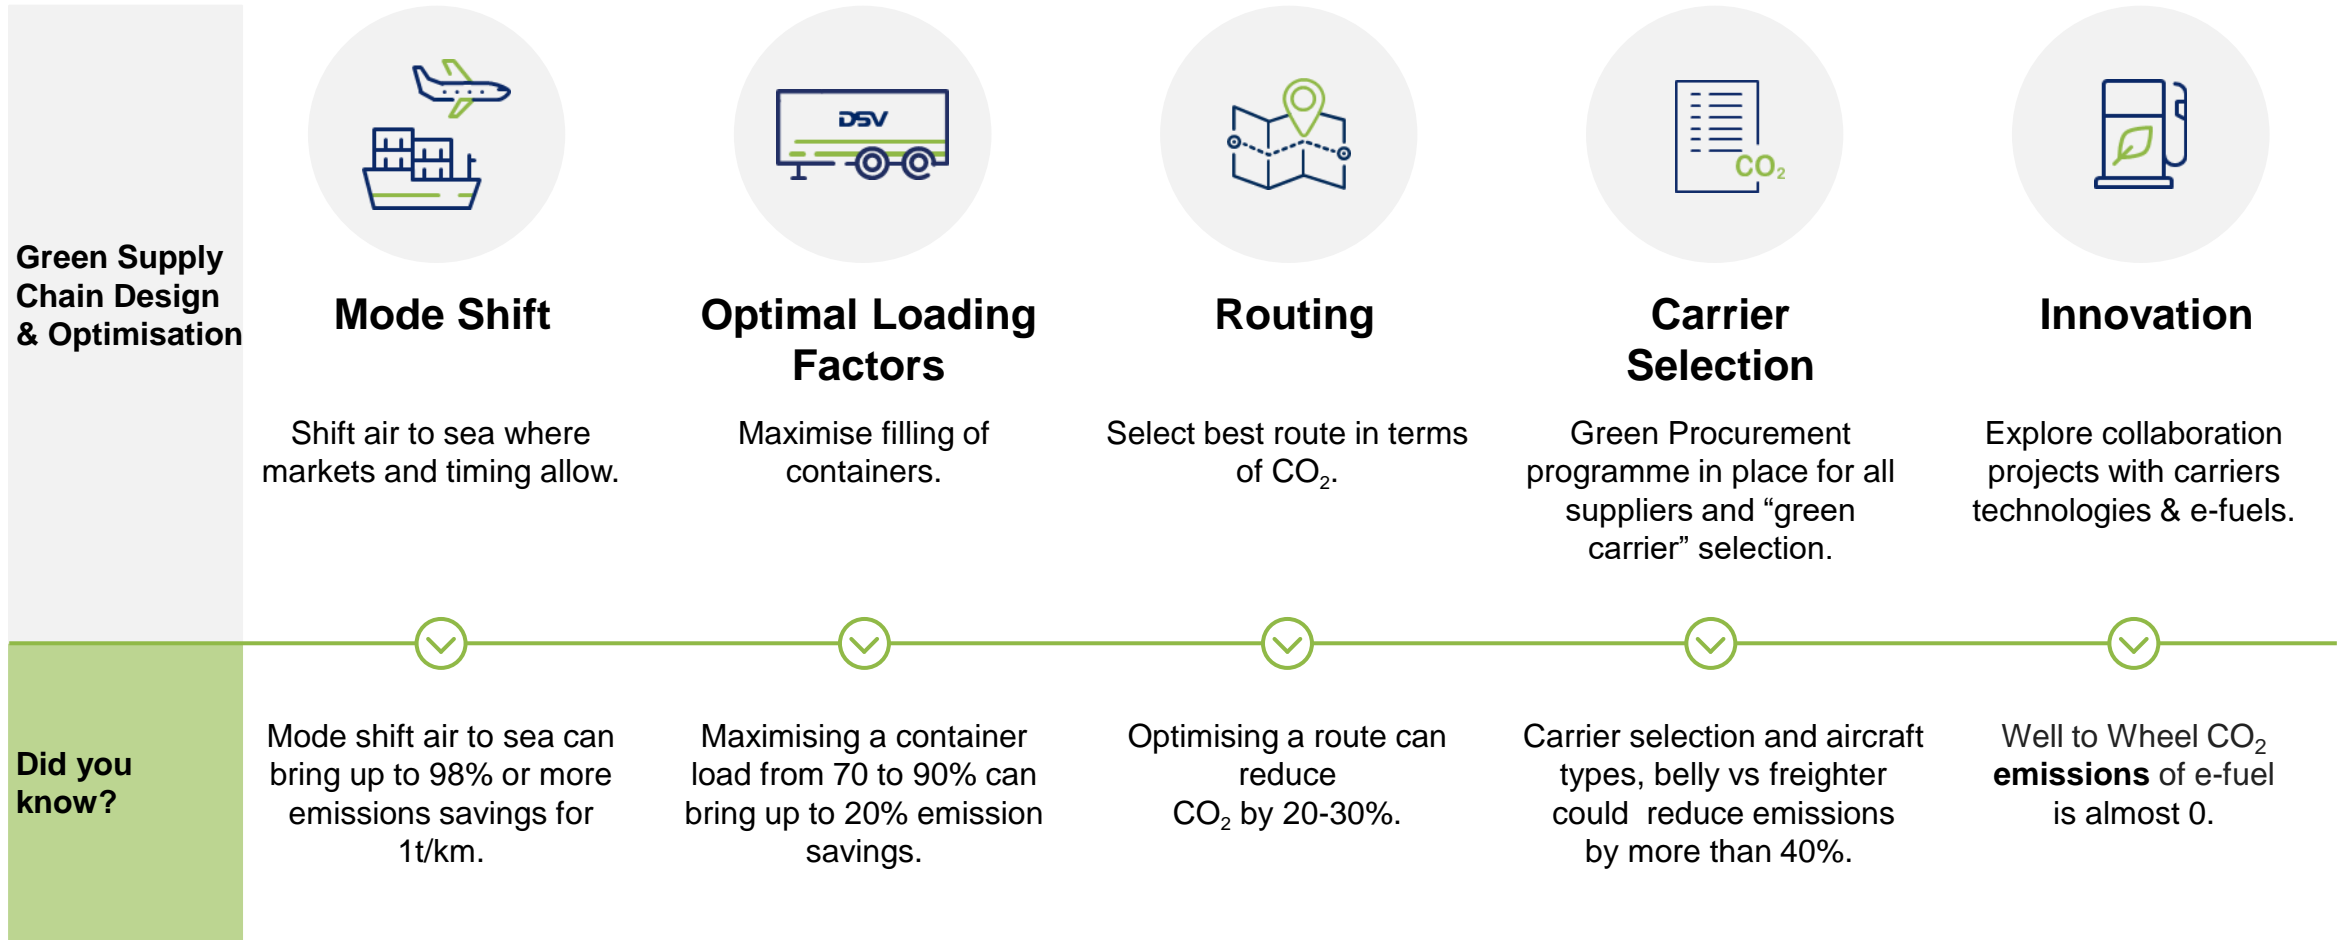 Green Supply
Chain Design
& Optimisation
DSV
CO₂
Mode Shift
Optimal Loading
Factors
Routing
Carrier
Selection
Innovation
Shift air to sea where
markets and timing allow.
Maximise filling of
containers.
Select best route in terms
of CO₂.
Green Procurement
programme in place for all
suppliers and “green
carrier” selection.
Explore collaboration
projects with carriers
technologies & e-fuels.
Did you
know?
Mode shift air to sea can
bring up to 98% or more
emissions savings for
1t/km.
Maximising a container
load from 70 to 90% can
bring up to 20% emission
savings.
Optimising a route can
reduce
CO₂ by 20-30%.
Carrier selection and aircraft
types, belly vs freighter
could  reduce emissions
by more than 40%.
Well to Wheel CO₂
emissions of e-fuel
is almost 0.